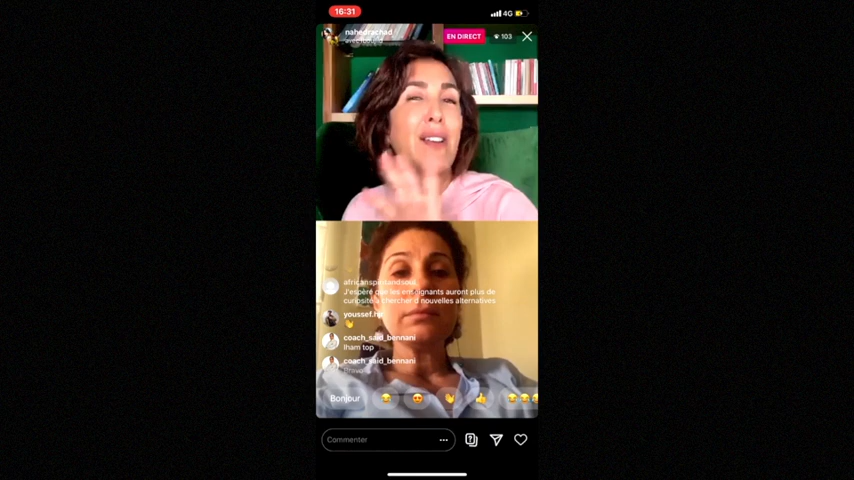 16:31
4G
nahedrachad
EN DIRECT
103
africanspiritandsoul
J'espère que les enseignants auront plus de
curiosité à chercher d nouvelles alternatives
youssef.hjr
coach_said_bennani
Ilham top
coach_said_bennani
Bravo
Bonjour
Commenter